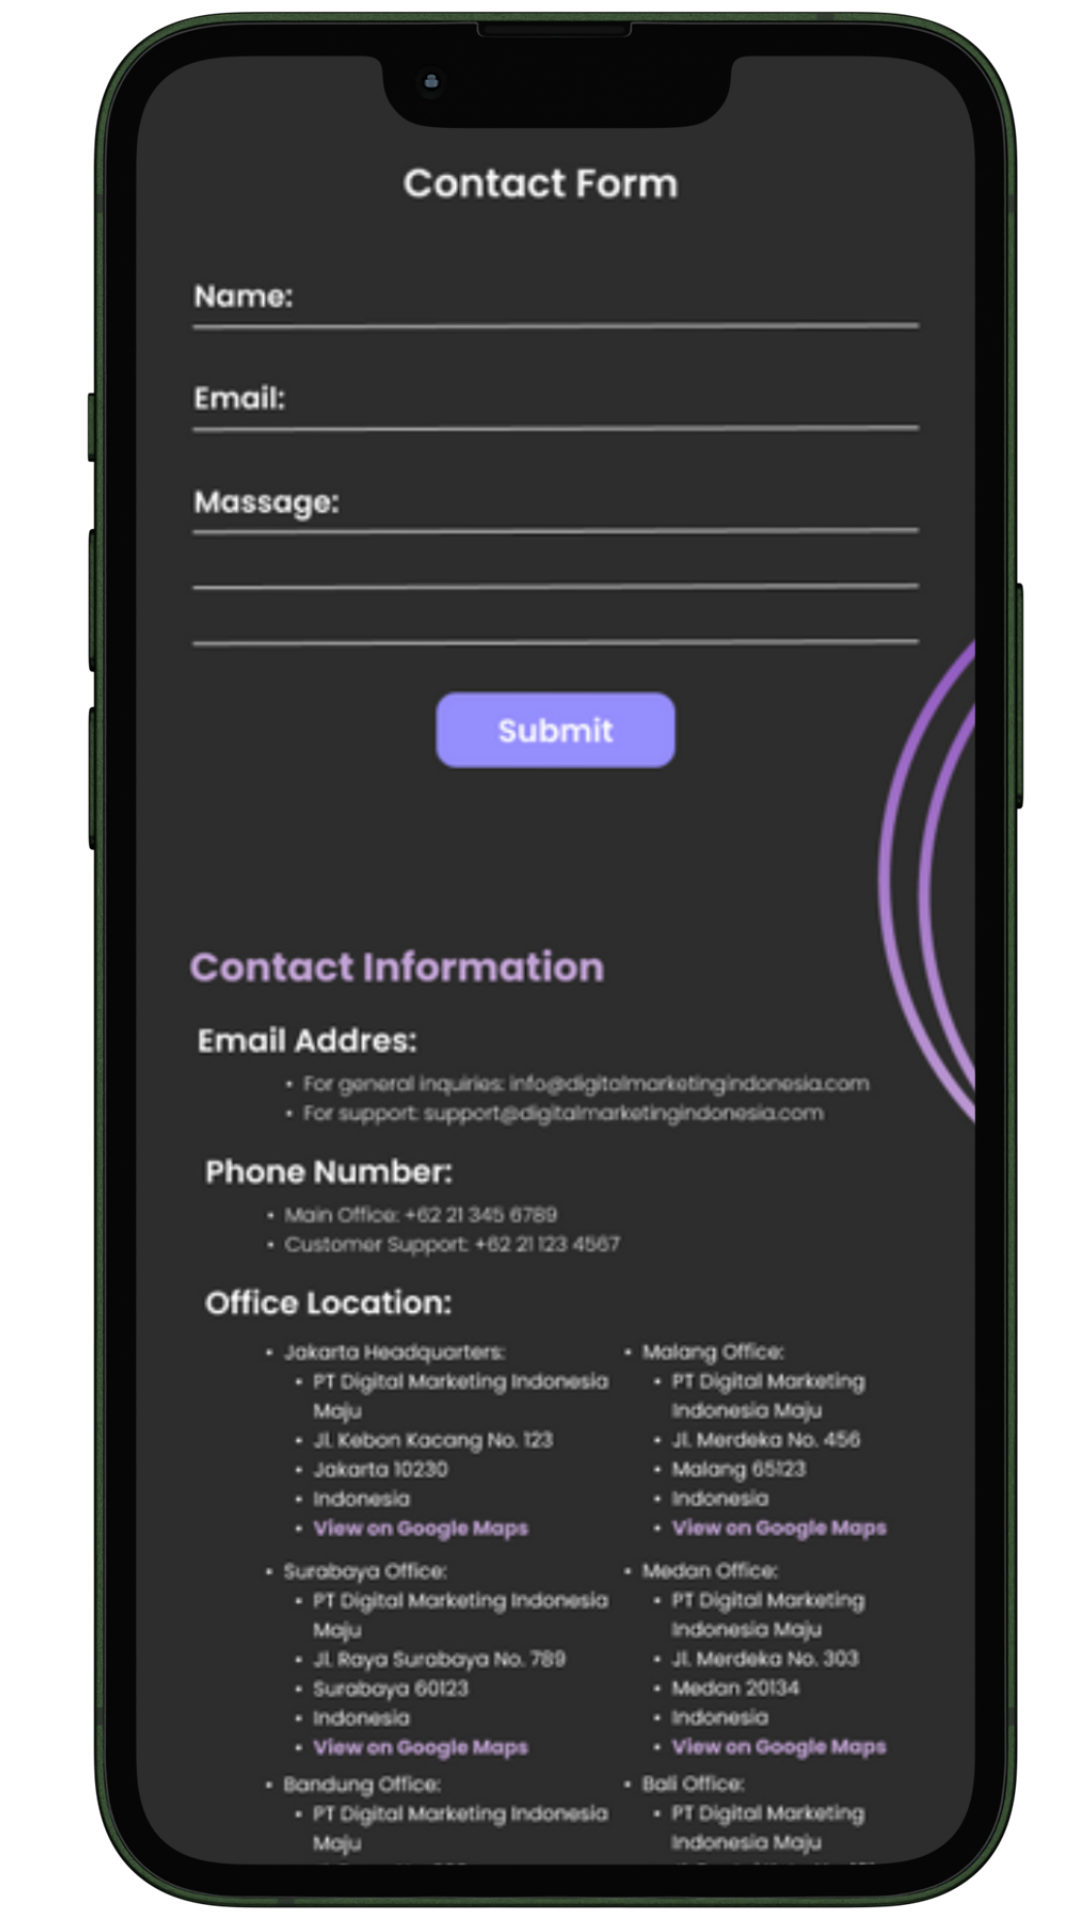 Contact Form
Name:
Email:
Massage:
Submit
Contact Information
Email Addres:
• For general inquiries: info@digitalmarketingindonesia.com
• For support: support@digitalmarketingindonesia.com
Phone Number:
• Main Office: +62 21 345 6789
• Customer Support: +62 21 123 4567
Office Location:
• Jakarta Headquarters:
• PT Digital Marketing Indonesia
Maju
• Jl. Kebon Kacang No. 123
• Jakarta 10230
• Indonesia
• View on Google Maps
• Surabaya Office:
• PT Digital Marketing Indonesia
Maju
• Jl. Raya Surabaya No. 789
• Surabaya 60123
• Indonesia
• View on Google Maps
• Bandung Office:
• PT Digital Marketing Indonesia
Maju
• Malang Office:
• PT Digital Marketing
Indonesia Maju
• Jl. Merdeka No. 456
• Malang 65123
• Indonesia
• View on Google Maps
• Medan Office:
• PT Digital Marketing
Indonesia Maju
• Jl. Merdeka No. 303
• Medan 20134
• Indonesia
• View on Google Maps
• Bali Office:
• PT Digital Marketing
Indonesia Maju